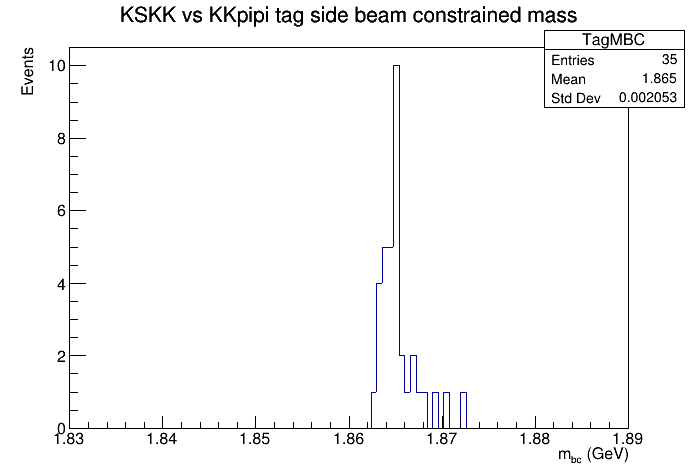 KSKK vs KKpipi tag side beam constrained mass
TagMBC
Entries 35
Mean 1.865
Std Dev 0.002053
Events
10
8
6
4
2
0
1.83 1.84 1.85 1.86 1.87 1.88 1.89
m_bc (GeV)